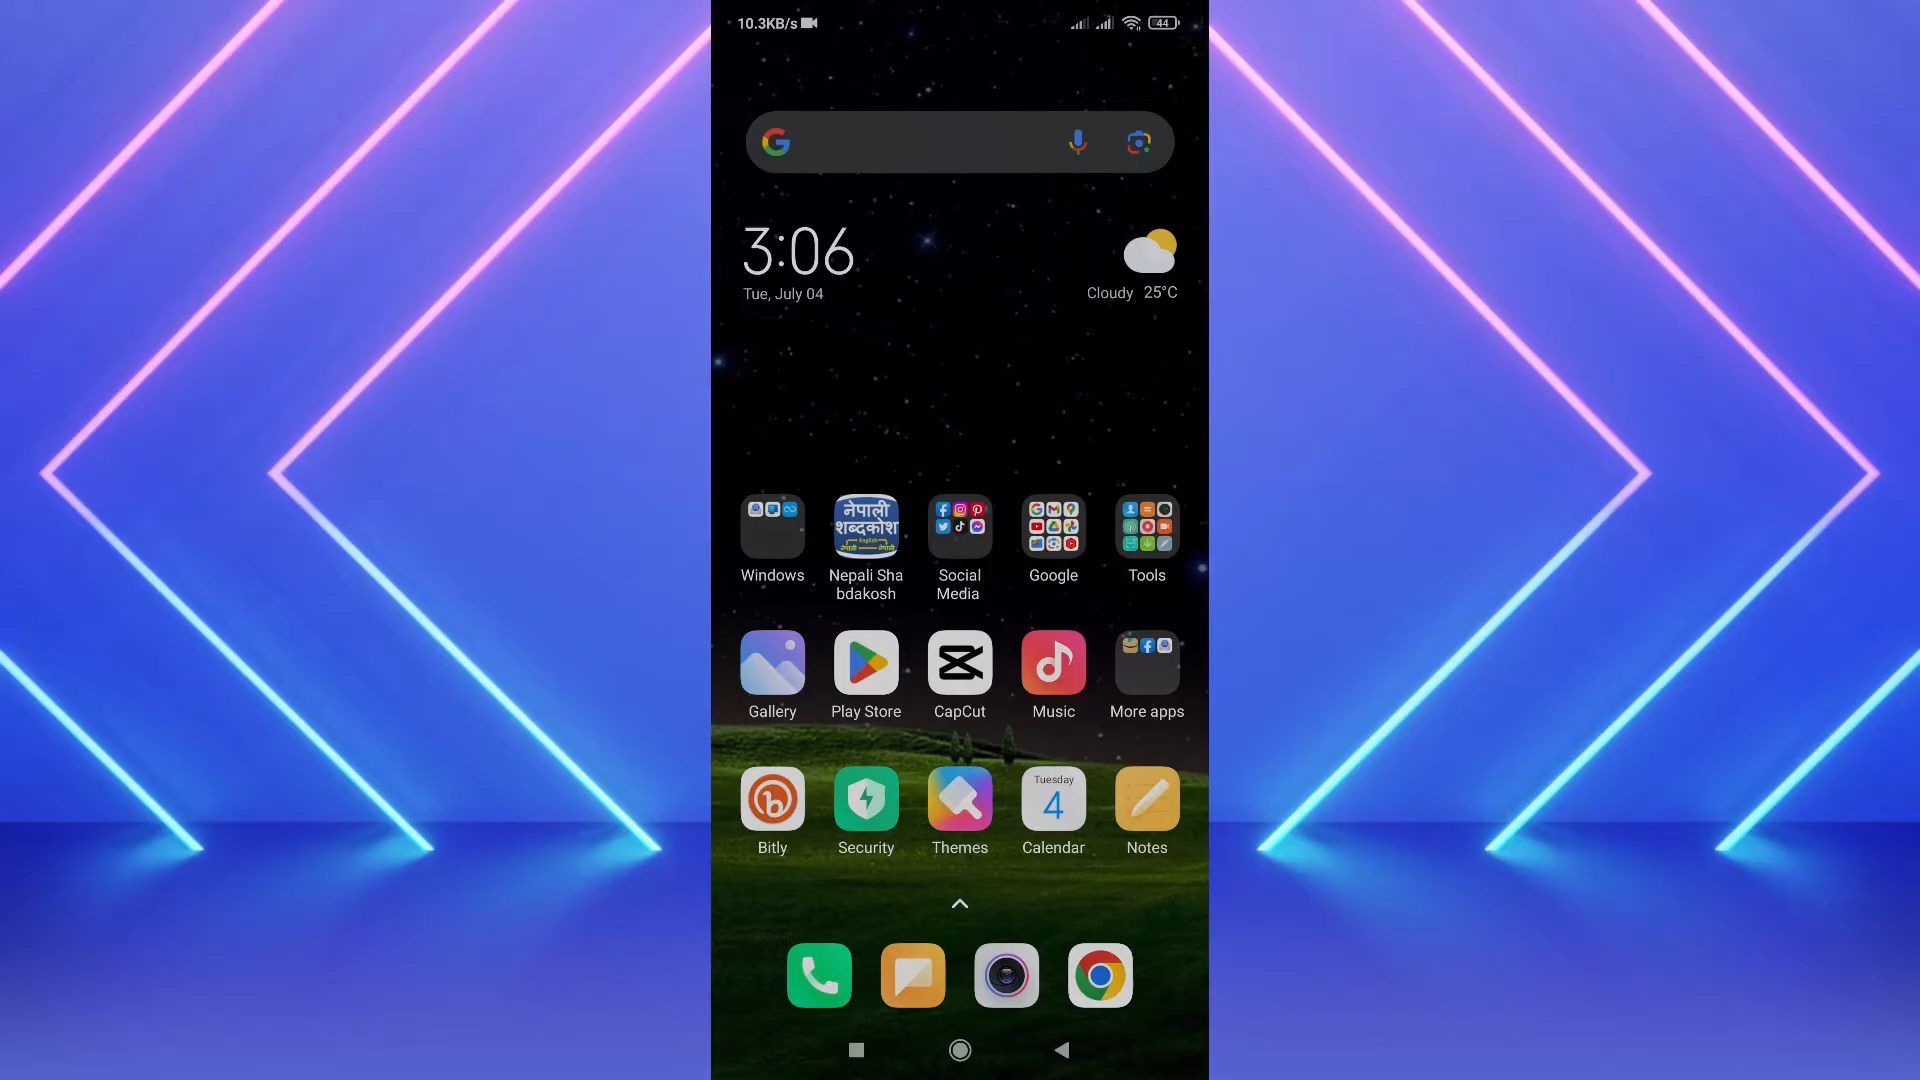 10.3KB/s
44
3:06
Tue, July 04
Cloudy 25°C
नेपाली
शब्दकोश
English
नेपाली नेपाली
Windows
Nepali Sha
bdakosh
Social
Media
Google
Tools
Gallery
Play Store
CapCut
Music
More apps
Tuesday
4
Bitly
Security
Themes
Calendar
Notes